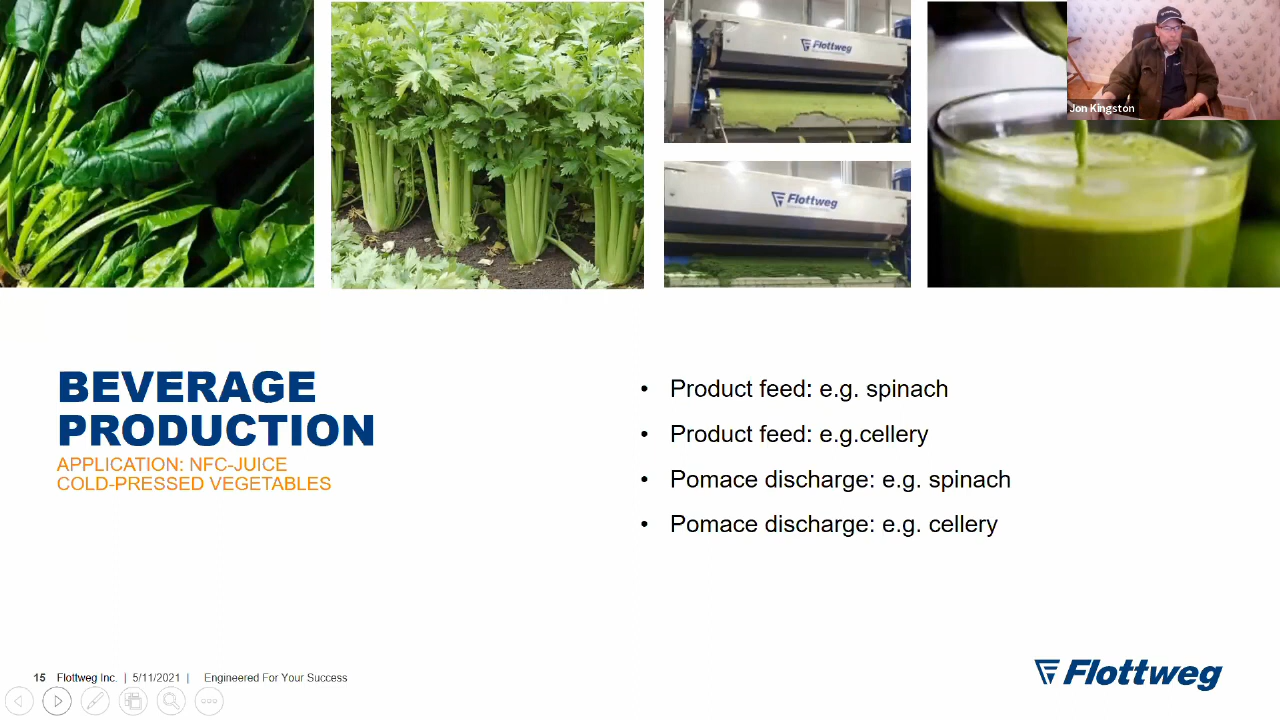 Flottweg
Flottweg
Jon Kingston
BEVERAGE
PRODUCTION
APPLICATION: NFC-JUICE
COLD-PRESSED VEGETABLES
• Product feed: e.g. spinach
• Product feed: e.g.cellery
• Pomace discharge: e.g. spinach
• Pomace discharge: e.g. cellery
15 Flottweg Inc. | 5/11/2021 | Engineered For Your Success
Flottweg